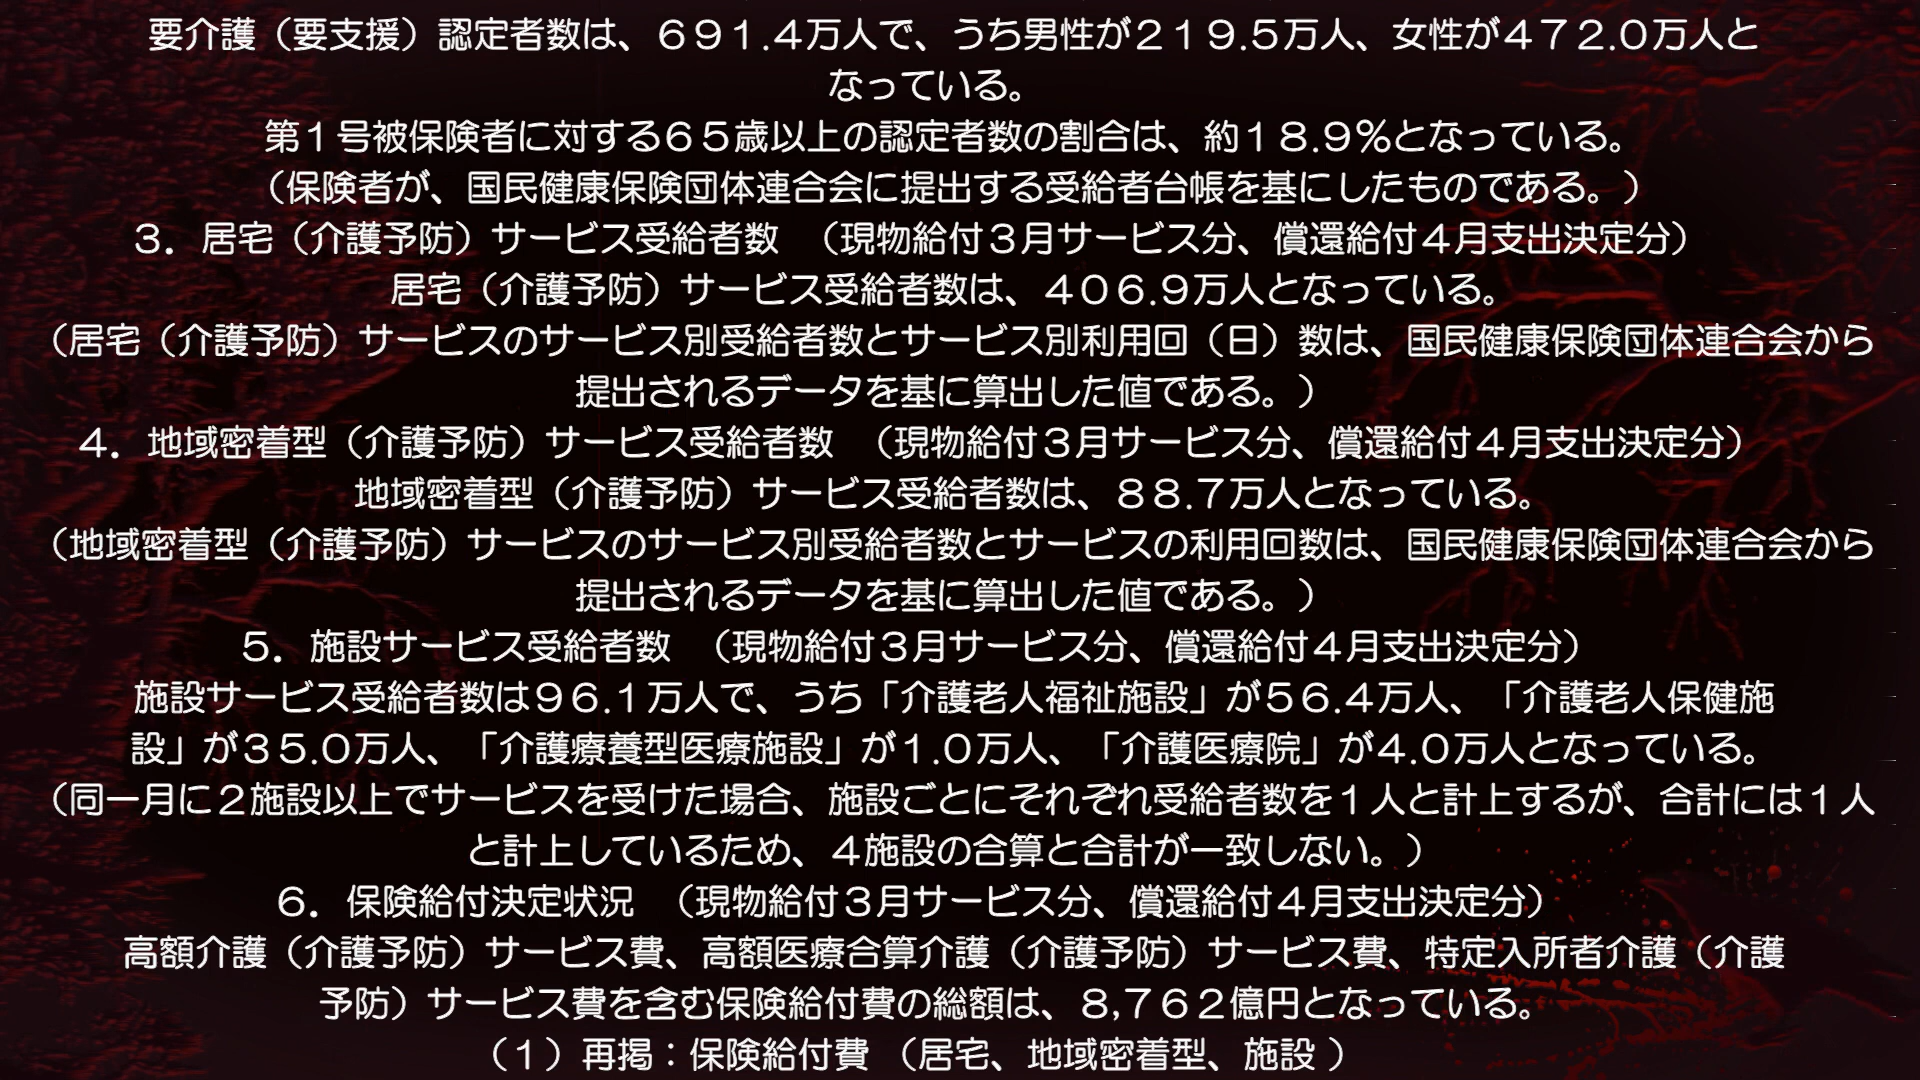 要介護（要支援）認定者数は、６９１.４万人で、うち男性が２１９.５万人、女性が４７２.０万人と
なっている。
第１号被保険者に対する６５歳以上の認定者数の割合は、約１８.９％となっている。
（保険者が、国民健康保険団体連合会に提出する受給者台帳を基にしたものである。）
３．居宅（介護予防）サービス受給者数　（現物給付３月サービス分、償還給付４月支出決定分）
居宅（介護予防）サービス受給者数は、４０６.９万人となっている。
（居宅（介護予防）サービスのサービス別受給者数とサービス別利用回（日）数は、国民健康保険団体連合会から
提出されるデータを基に算出した値である。）
４．地域密着型（介護予防）サービス受給者数　（現物給付３月サービス分、償還給付４月支出決定分）
地域密着型（介護予防）サービス受給者数は、８８.７万人となっている。
（地域密着型（介護予防）サービスのサービス別受給者数とサービスの利用回数は、国民健康保険団体連合会から
提出されるデータを基に算出した値である。）
５．施設サービス受給者数　（現物給付３月サービス分、償還給付４月支出決定分）
施設サービス受給者数は９６.１万人で、うち「介護老人福祉施設」が５６.４万人、「介護老人保健施
設」が３５.０万人、「介護療養型医療施設」が１.０万人、「介護医療院」が４.０万人となっている。
（同一月に２施設以上でサービスを受けた場合、施設ごとにそれぞれ受給者数を１人と計上するが、合計には１人
と計上しているため、４施設の合算と合計が一致しない。）
６．保険給付決定状況　（現物給付３月サービス分、償還給付４月支出決定分）
高額介護（介護予防）サービス費、高額医療合算介護（介護予防）サービス費、特定入所者介護（介護
予防）サービス費を含む保険給付費の総額は、８,７６２億円となっている。
（１）再掲：保険給付費 （居宅、地域密着型、施設 ）